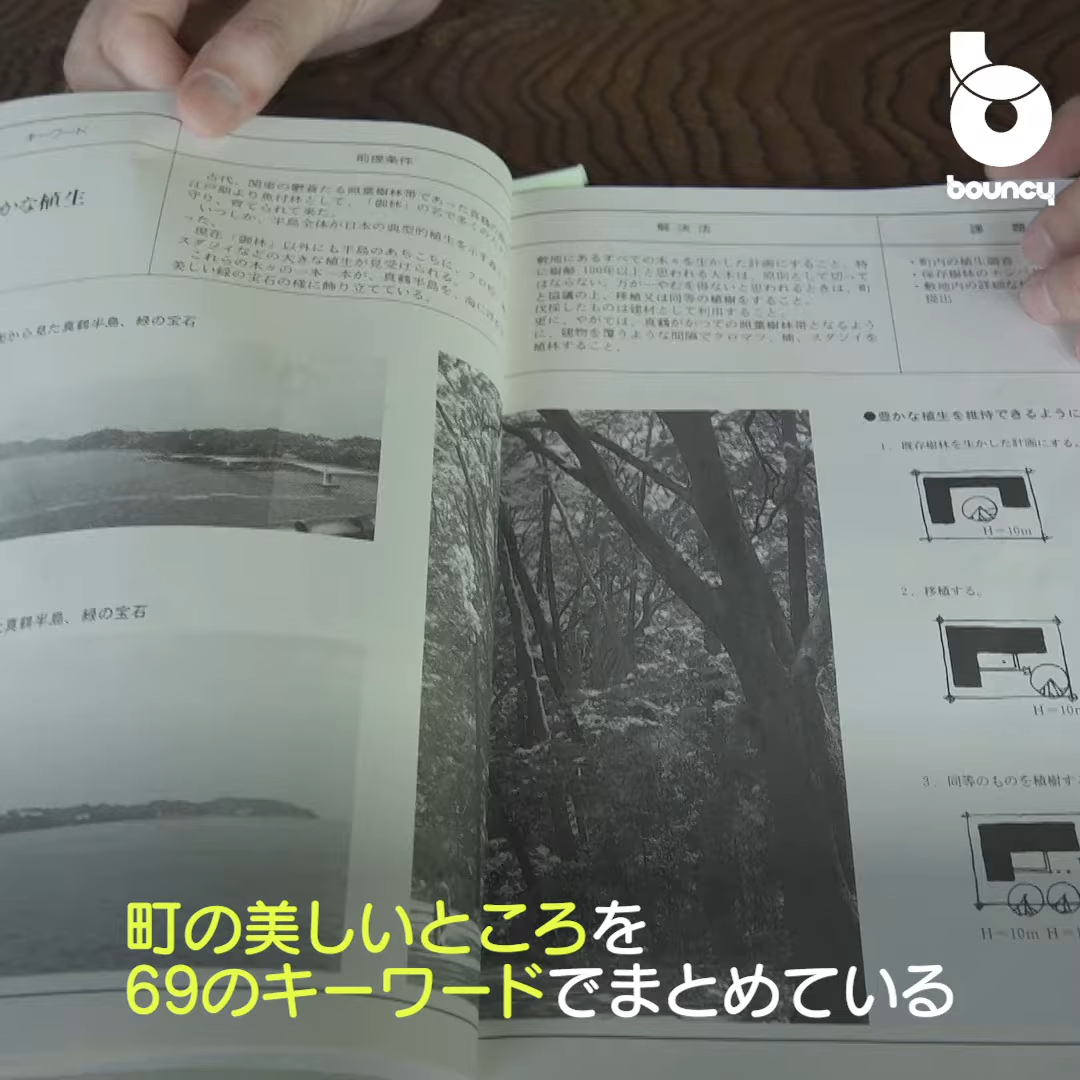 bouncy
キーワード
前提条件
かな植生
古代、関東の鬱蒼たる照葉樹林帯であった真鶴
江戸期より魚付林として、「御林」の名で多くの
守り、育てられて来た。
いつしか、半島全体が日本の典型的植生を示す
った。
現在「御林」以外にも半島のあちこちに、クロ
スダジイなどの大きな植生が見受けられる。
これらの木々の一本一本が、真鶴半島を、海に浮
美しい緑の宝石の様に飾り立てている。
から見た真鶴半島、緑の宝石
真鶴半島、緑の宝石
解決法
課題
敷地にあるすべての木々を生かした計画にすること。特
に樹齢100年以上と思われる大木は、原則として切って
はならない。万が一やむを得ないと思われるときは、町
と協議の上、移植又は同等の植樹をすること。
伐採したものは建材として利用すること。
更に、やがては、真鶴がかつての照葉樹林帯となるよう
に、建物を覆うような間隔でクロマツ、楠、スダジイを
植林すること。
・町内の植生調査
・保存樹林の
・敷地内の詳細な
提出
●豊かな植生を維持できるように
1. 既存樹林を生かした計画にする。
H=10m
2. 移植する。
H=10m
3. 同等のものを植樹す
H=10m H=
町の美しいところを
69のキーワードでまとめている